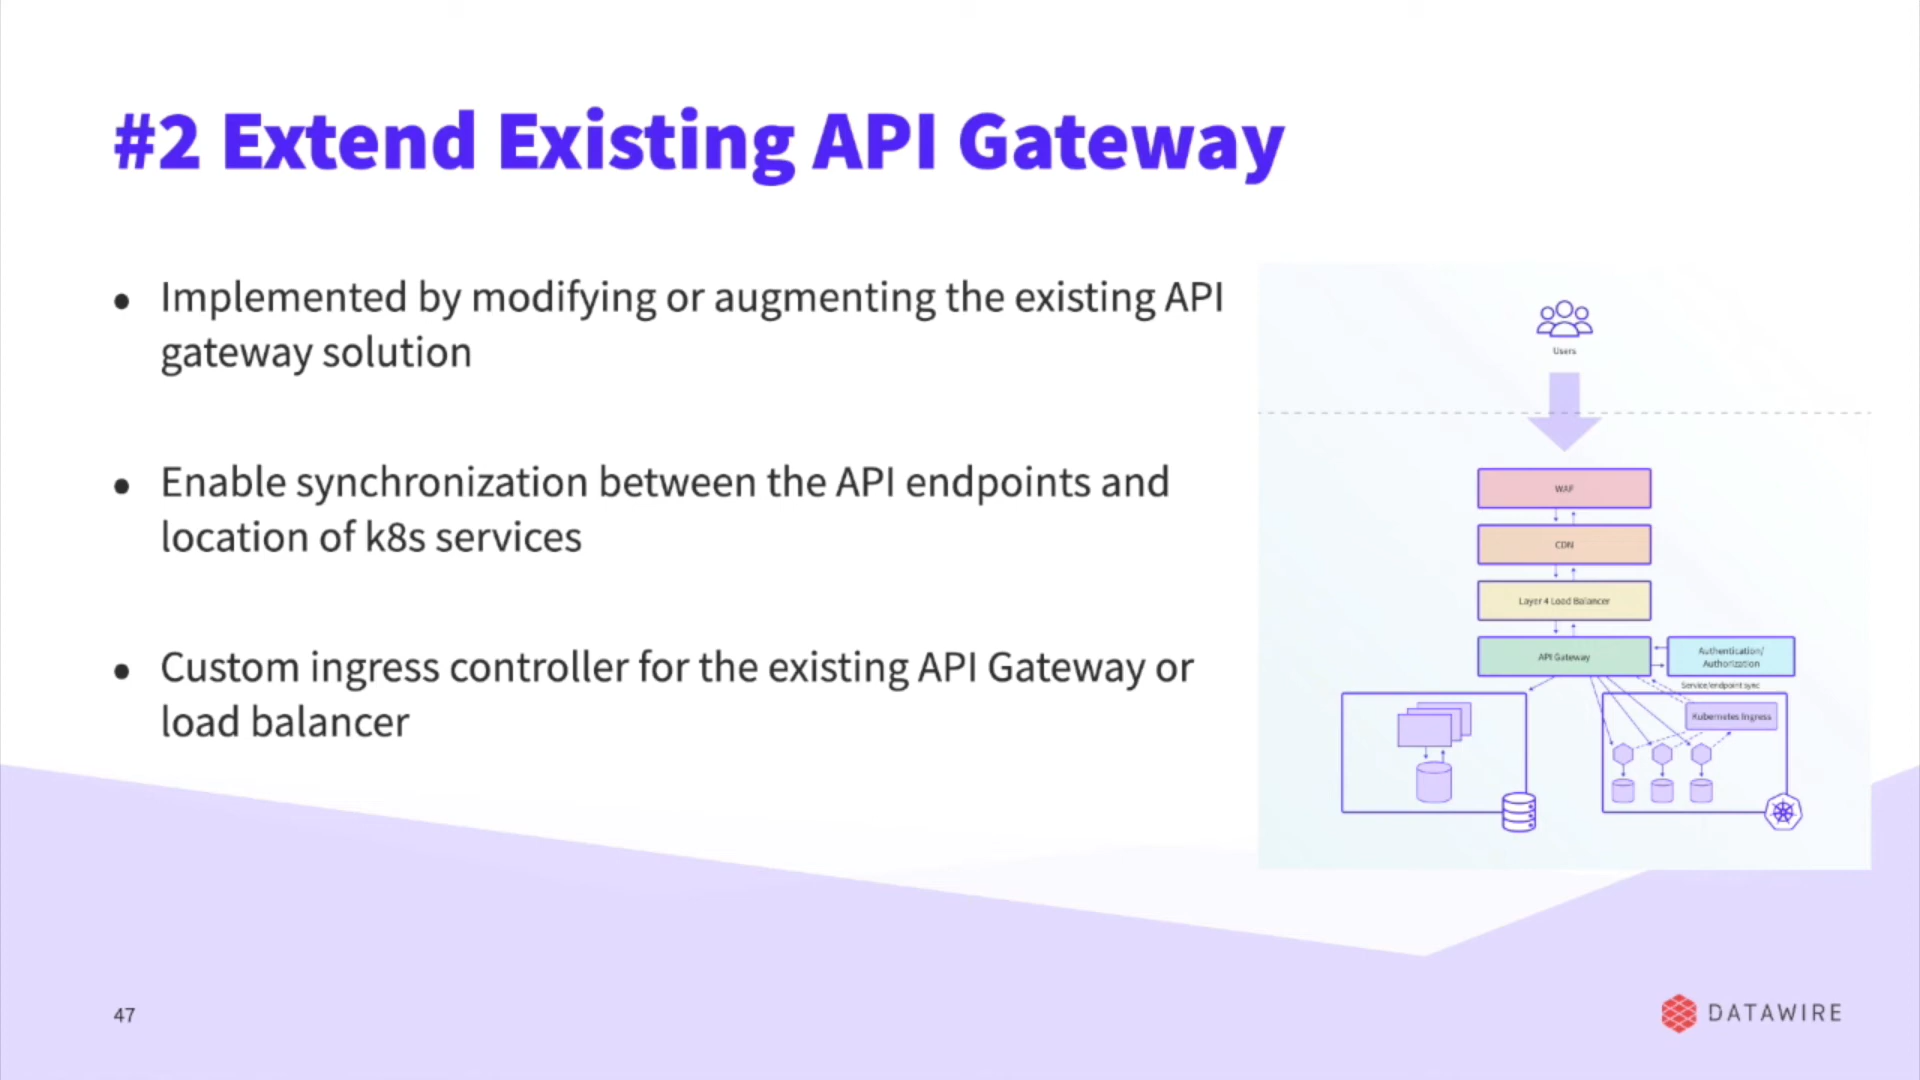 #2 Extend Existing API Gateway
• Implemented by modifying or augmenting the existing API
gateway solution
• Enable synchronization between the API endpoints and
location of k8s services
• Custom ingress controller for the existing API Gateway or
load balancer
Users
WAF
CDN
Layer 4 Load Balancer
API Gateway
Authentication/
Authorization
Service/endpoint sync
Kubernetes Ingress
47
DATAWIRE